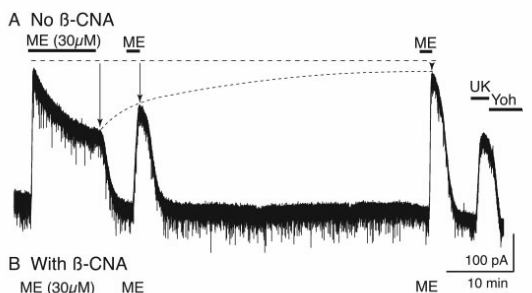 A No ß-CNA
ME (30µM) ME ME
UK
Yoh
100 pA
10 min
B With ß-CNA
ME (30µM) ME ME